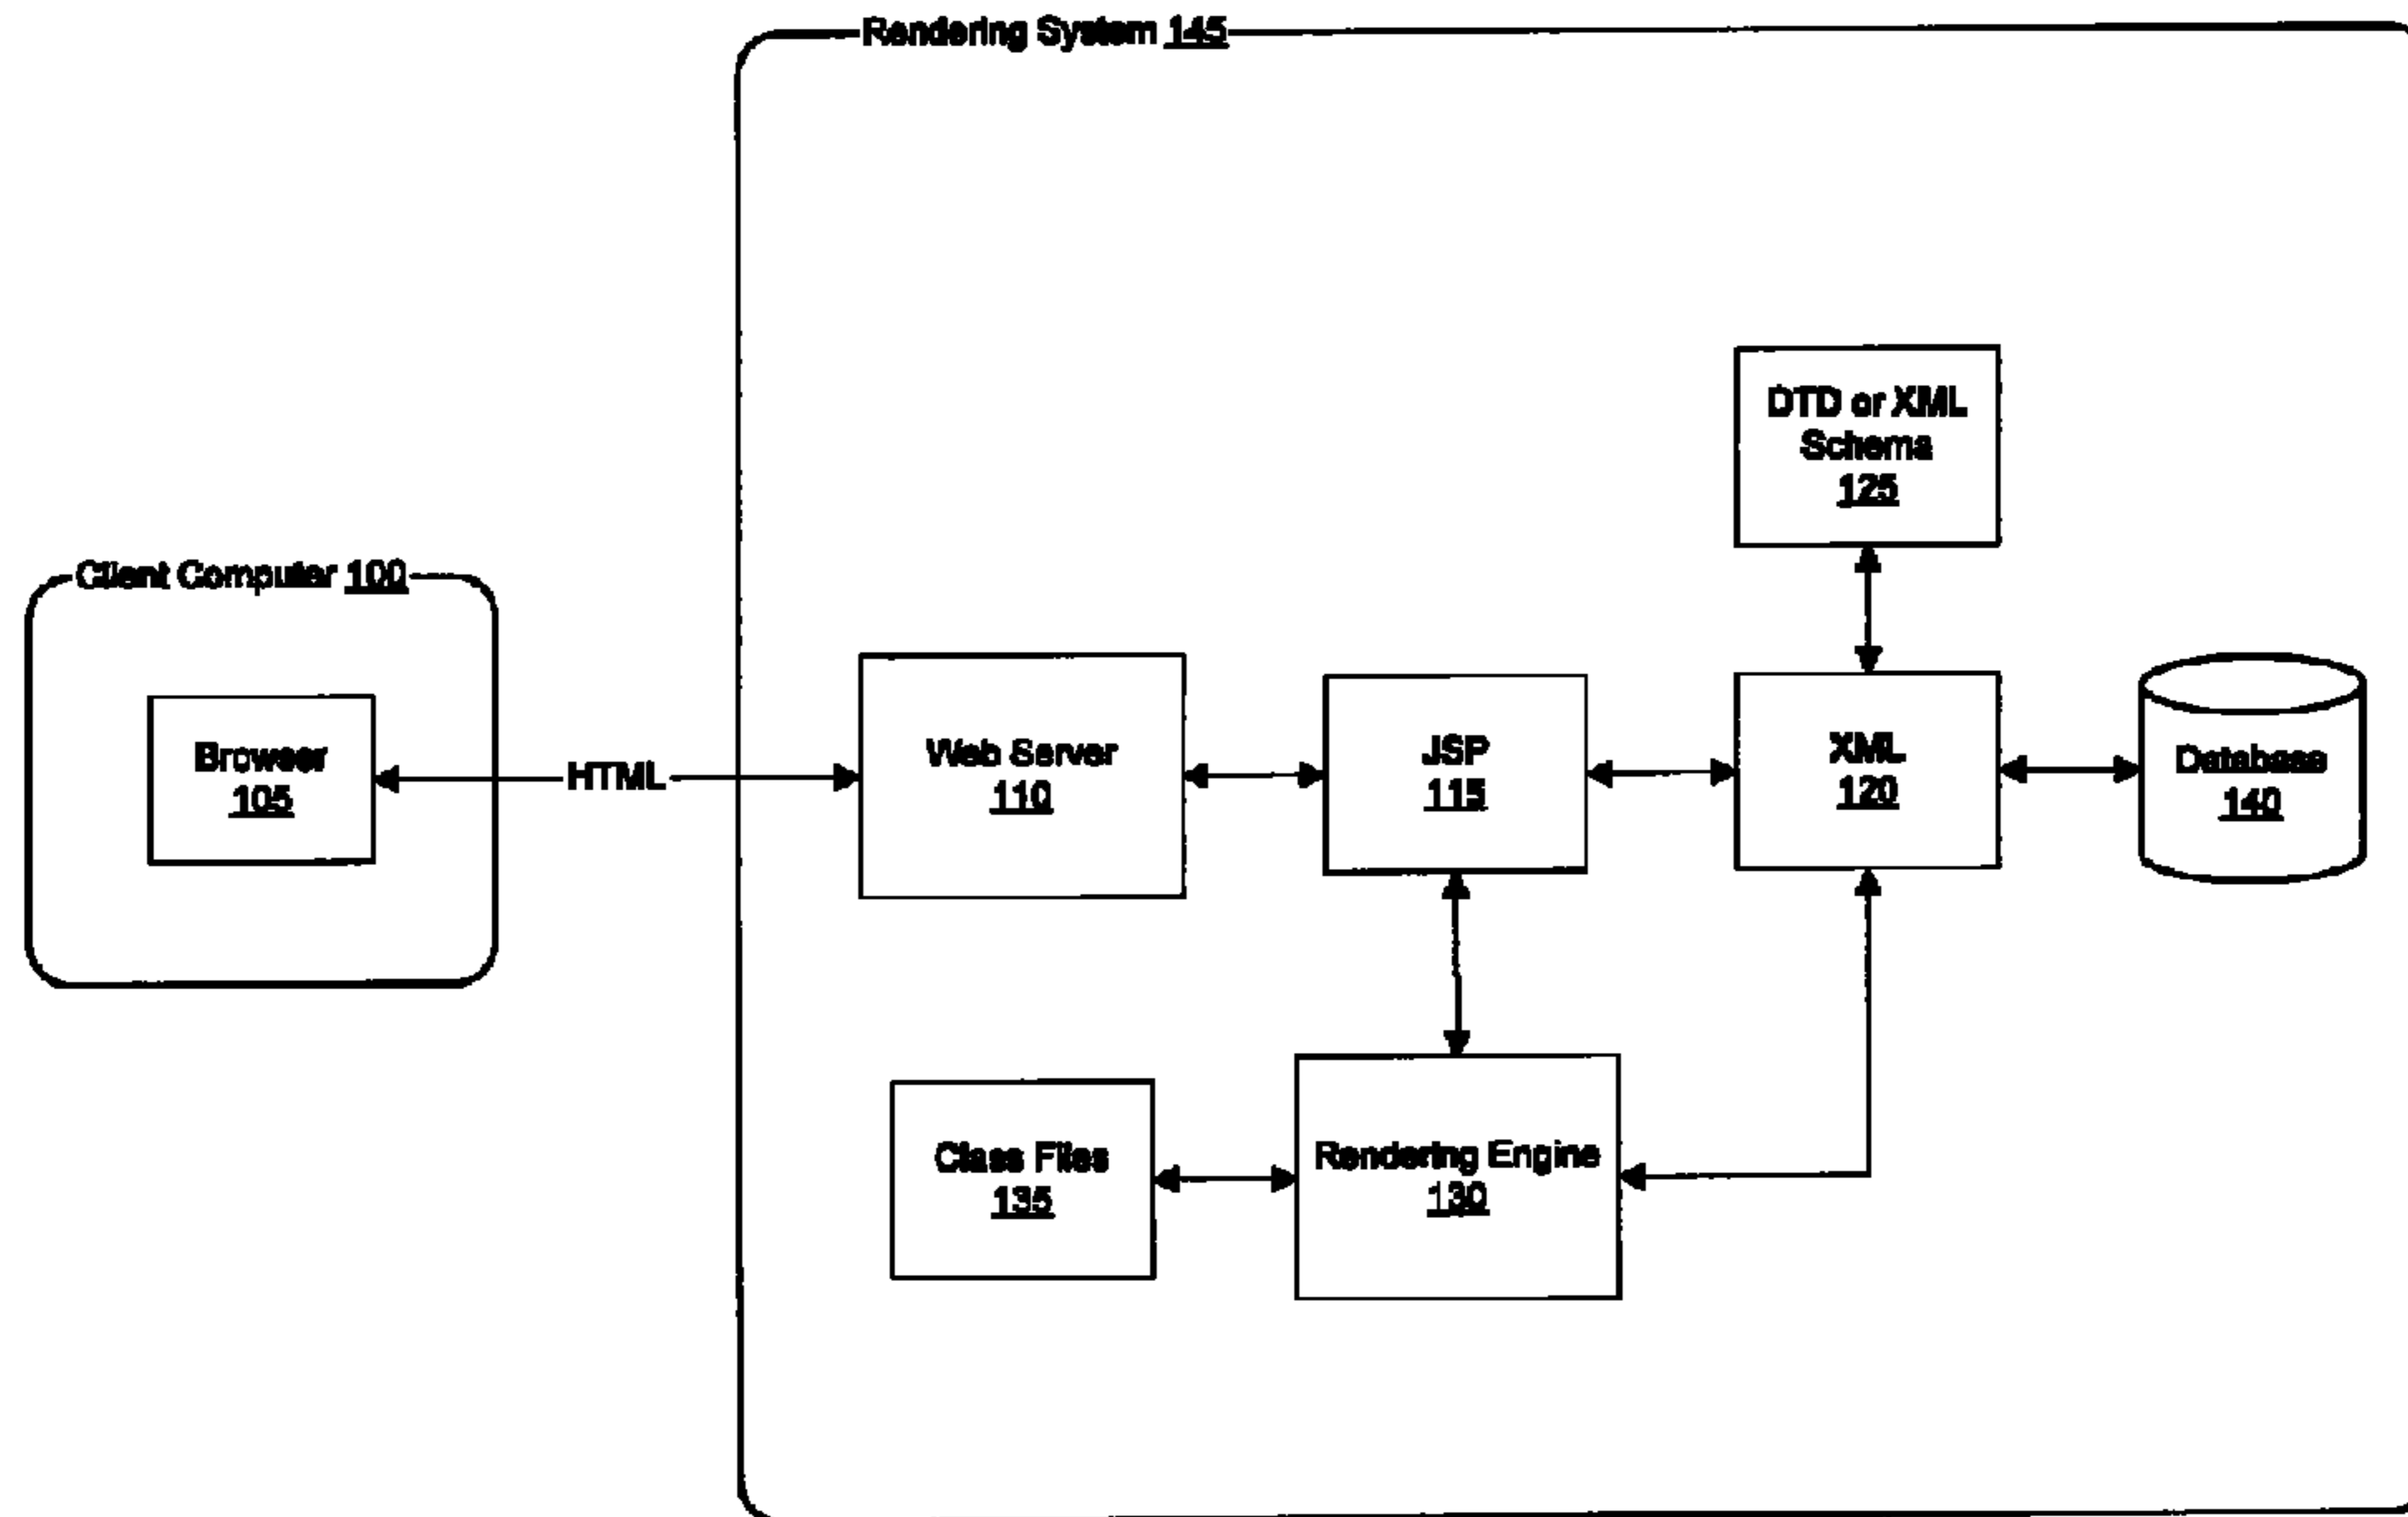 Rendering System 145
DTD or XML
Schema
125
Client Computer 100
Browser
105
HTML
Web Server
110
JSP
115
XML
120
Database
140
Class Files
135
Rendering Engine
130